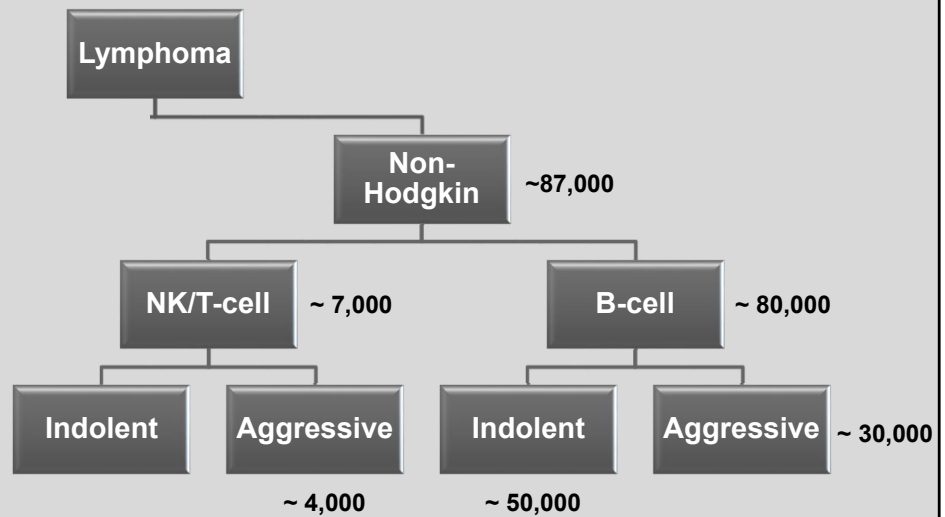 Lymphoma
Non-
Hodgkin
~87,000
NK/T-cell
~ 7,000
B-cell
~ 80,000
Indolent
Aggressive
Indolent
Aggressive
~ 30,000
~ 4,000
~ 50,000